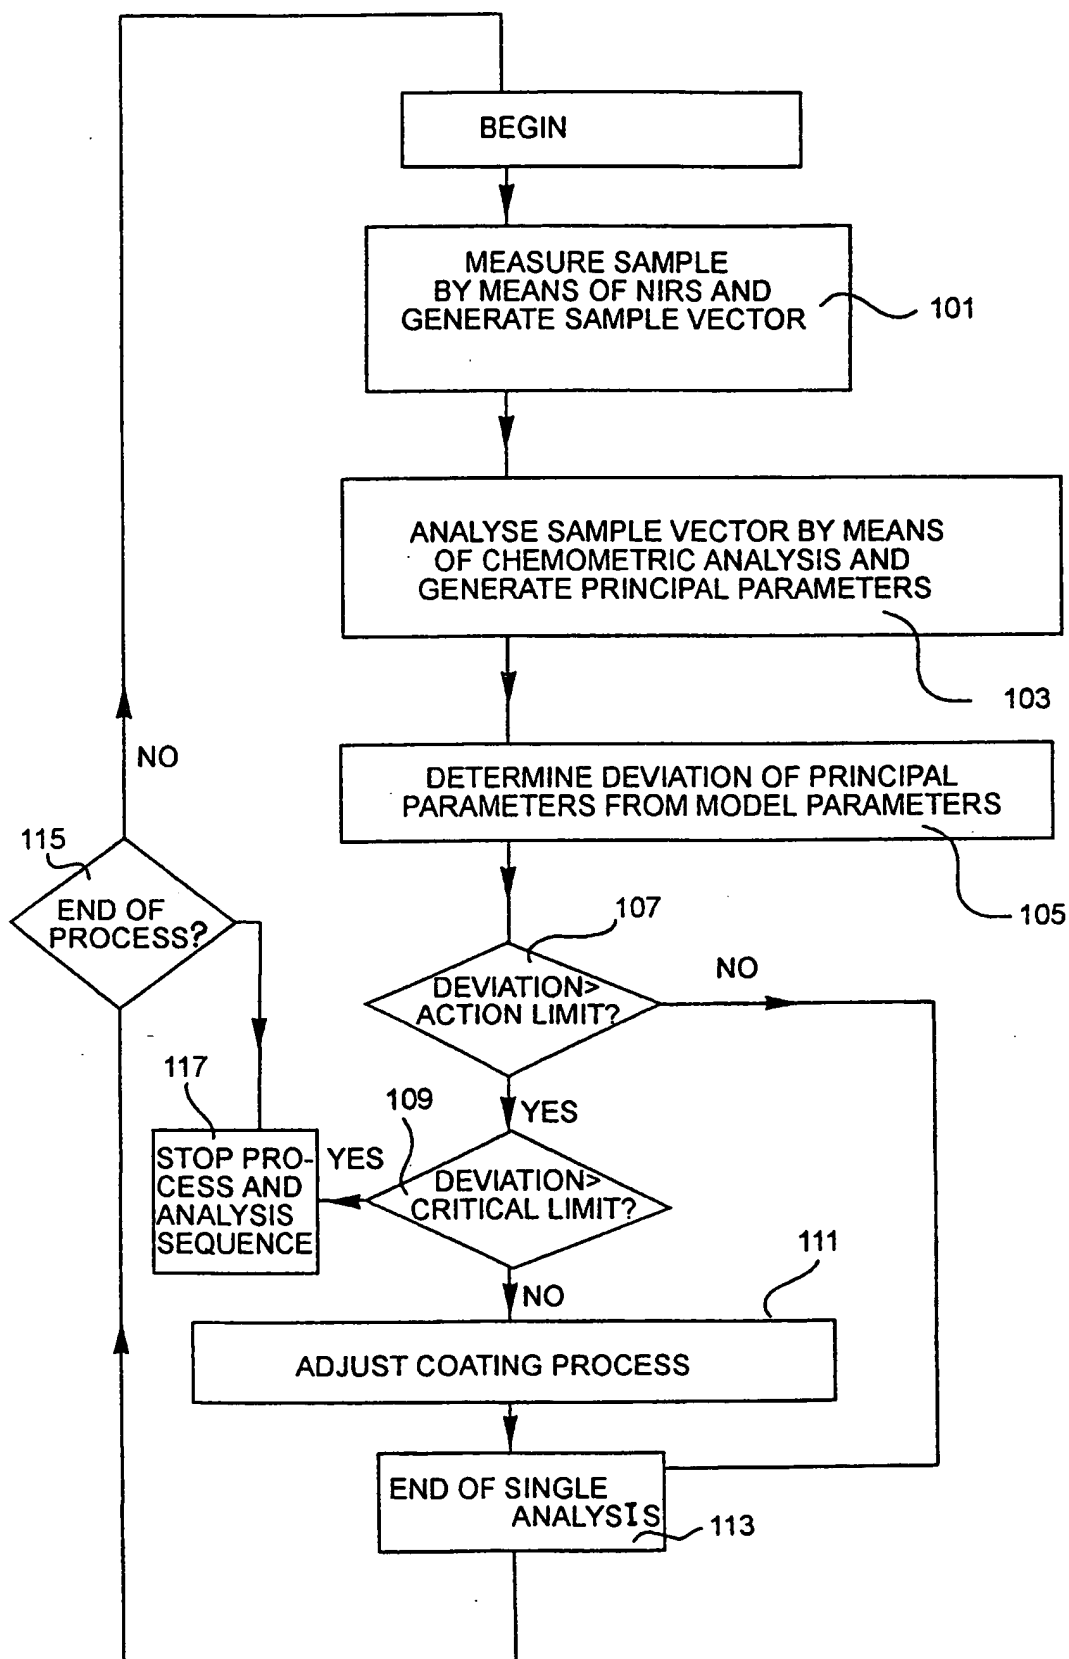 BEGIN
MEASURE SAMPLE
BY MEANS OF NIRS AND
GENERATE SAMPLE VECTOR
101
ANALYSE SAMPLE VECTOR BY MEANS
OF CHEMOMETRIC ANALYSIS AND
GENERATE PRINCIPAL PARAMETERS
103
NO
DETERMINE DEVIATION OF PRINCIPAL
PARAMETERS FROM MODEL PARAMETERS
105
115
END OF
PROCESS?
107
DEVIATION>
ACTION LIMIT?
NO
YES
117
STOP PRO-
CESS AND
ANALYSIS
SEQUENCE
YES
109
DEVIATION>
CRITICAL LIMIT?
NO
111
ADJUST COATING PROCESS
END OF SINGLE
ANALYSIS
113